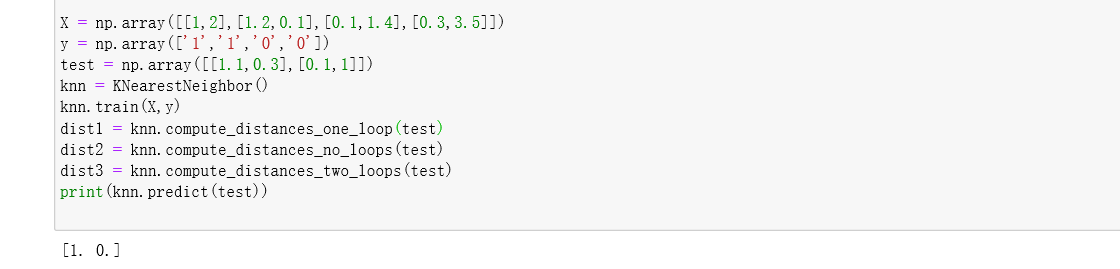 X = np.array([[1,2],[1.2,0.1],[0.1,1.4],[0.3,3.5]])
y = np.array(['1','1','0','0'])
test = np.array([[1.1,0.3],[0.1,1]])
knn = KNearestNeighbor()
knn.train(X,y)
dist1 = knn.compute_distances_one_loop(test)
dist2 = knn.compute_distances_no_loops(test)
dist3 = knn.compute_distances_two_loops(test)
print(knn.predict(test))
[1. 0.]